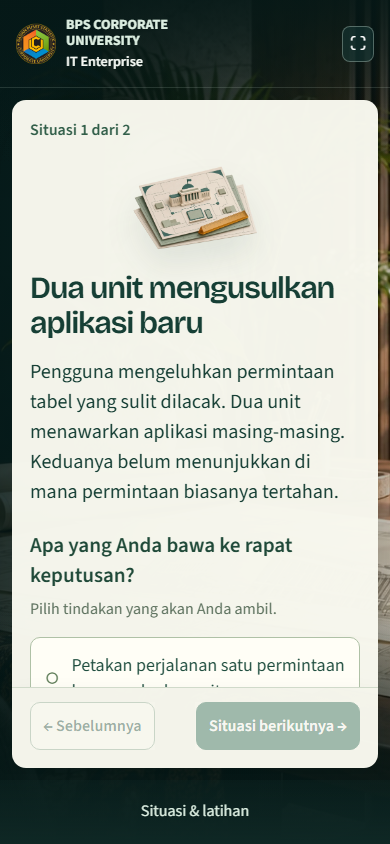 BPS CORPORATE
UNIVERSITY
IT Enterprise
Situasi 1 dari 2
Dua unit mengusulkan
aplikasi baru
Pengguna mengeluhkan permintaan
tabel yang sulit dilacak. Dua unit
menawarkan aplikasi masing-masing.
Keduanya belum menunjukkan di
mana permintaan biasanya tertahan.
Apa yang Anda bawa ke rapat
keputusan?
Pilih tindakan yang akan Anda ambil.
Petakan perjalanan satu permintaan
← Sebelumnya
Situasi berikutnya →
Situasi & latihan